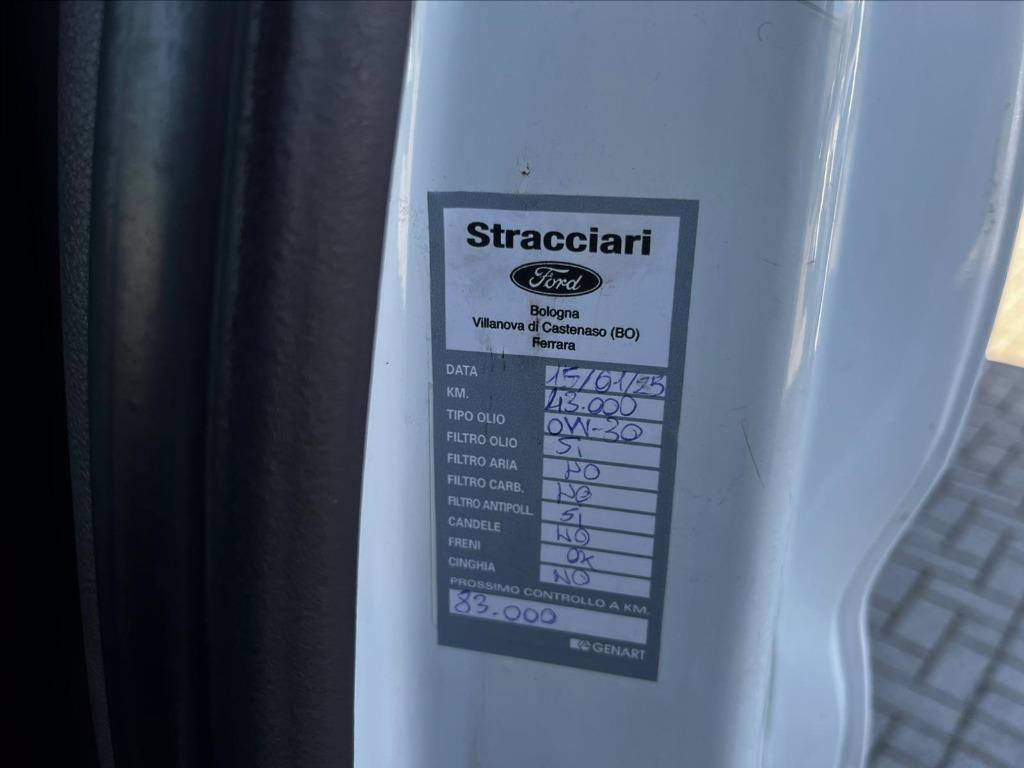 Stracciari
Ford
Bologna
Villanova di Castenaso (BO)
Ferrara
DATA 15/01/25
KM. 43.000
TIPO OLIO 0W-30
FILTRO OLIO Si
FILTRO ARIA NO
FILTRO CARB. NO
FILTRO ANTIPOLL. Si
CANDELE NO
FRENI OK
CINGHIA NO
PROSSIMO CONTROLLO A KM.
83.000
GENART